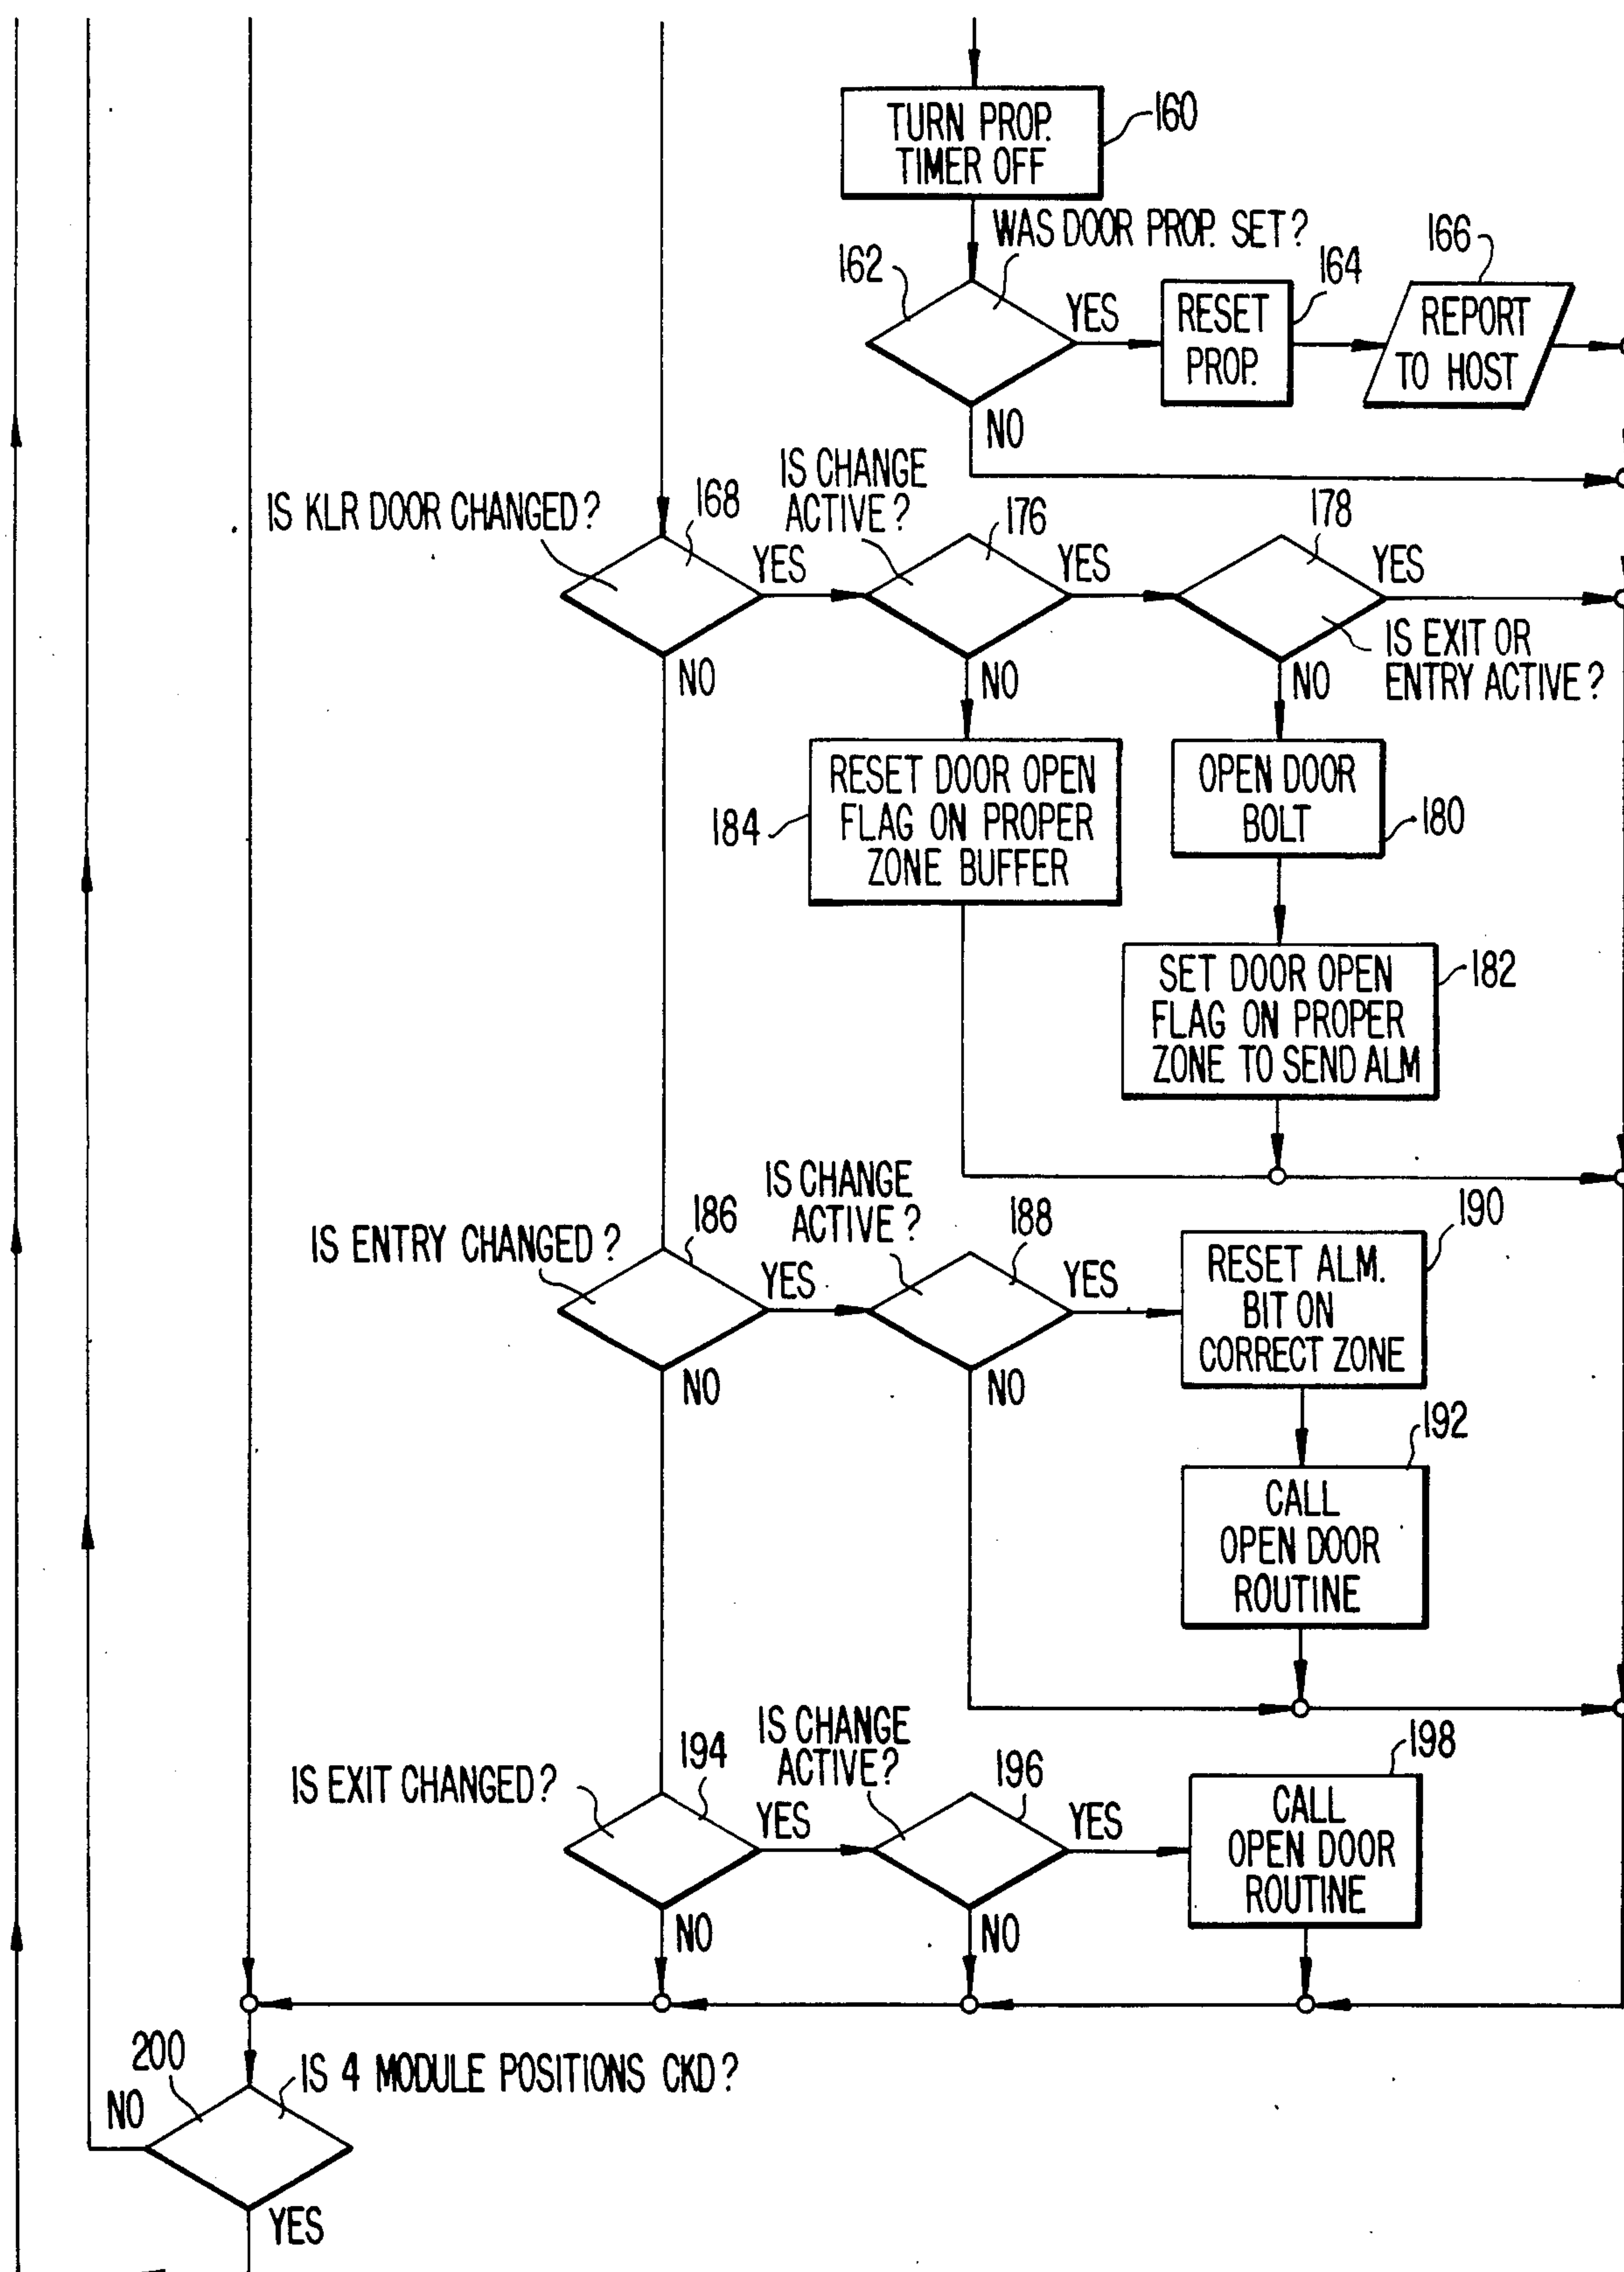 TURN PROP.
TIMER OFF
160
WAS DOOR PROP. SET?
162
YES
RESET
PROP.
164
REPORT
TO HOST
166
NO
IS KLR DOOR CHANGED?
168
YES
IS CHANGE
ACTIVE?
176
YES
178
YES
IS EXIT OR
ENTRY ACTIVE?
NO
NO
NO
RESET DOOR OPEN
FLAG ON PROPER
ZONE BUFFER
184
OPEN DOOR
BOLT
180
SET DOOR OPEN
FLAG ON PROPER
ZONE TO SEND ALM
182
IS ENTRY CHANGED?
186
YES
IS CHANGE
ACTIVE?
188
YES
RESET ALM.
BIT ON
CORRECT ZONE
190
NO
NO
CALL
OPEN DOOR
ROUTINE
192
IS EXIT CHANGED?
194
YES
IS CHANGE
ACTIVE?
196
YES
CALL
OPEN DOOR
ROUTINE
198
NO
NO
200
IS 4 MODULE POSITIONS CKD?
NO
YES